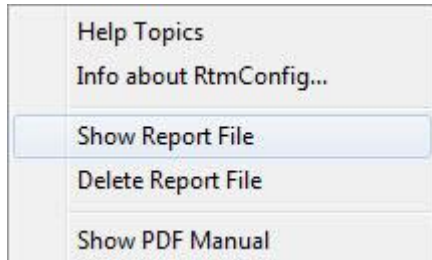 Help Topics
Info about RtmConfig...
Show Report File
Delete Report File
Show PDF Manual